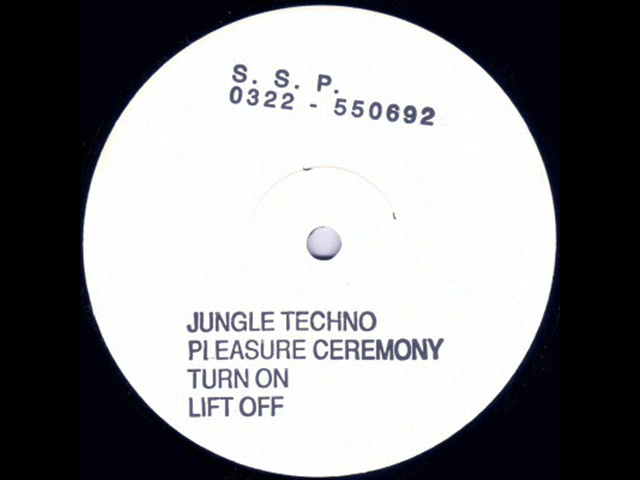 S. S. P.
0322 - 550692
JUNGLE TECHNO
PLEASURE CEREMONY
TURN ON
LIFT OFF